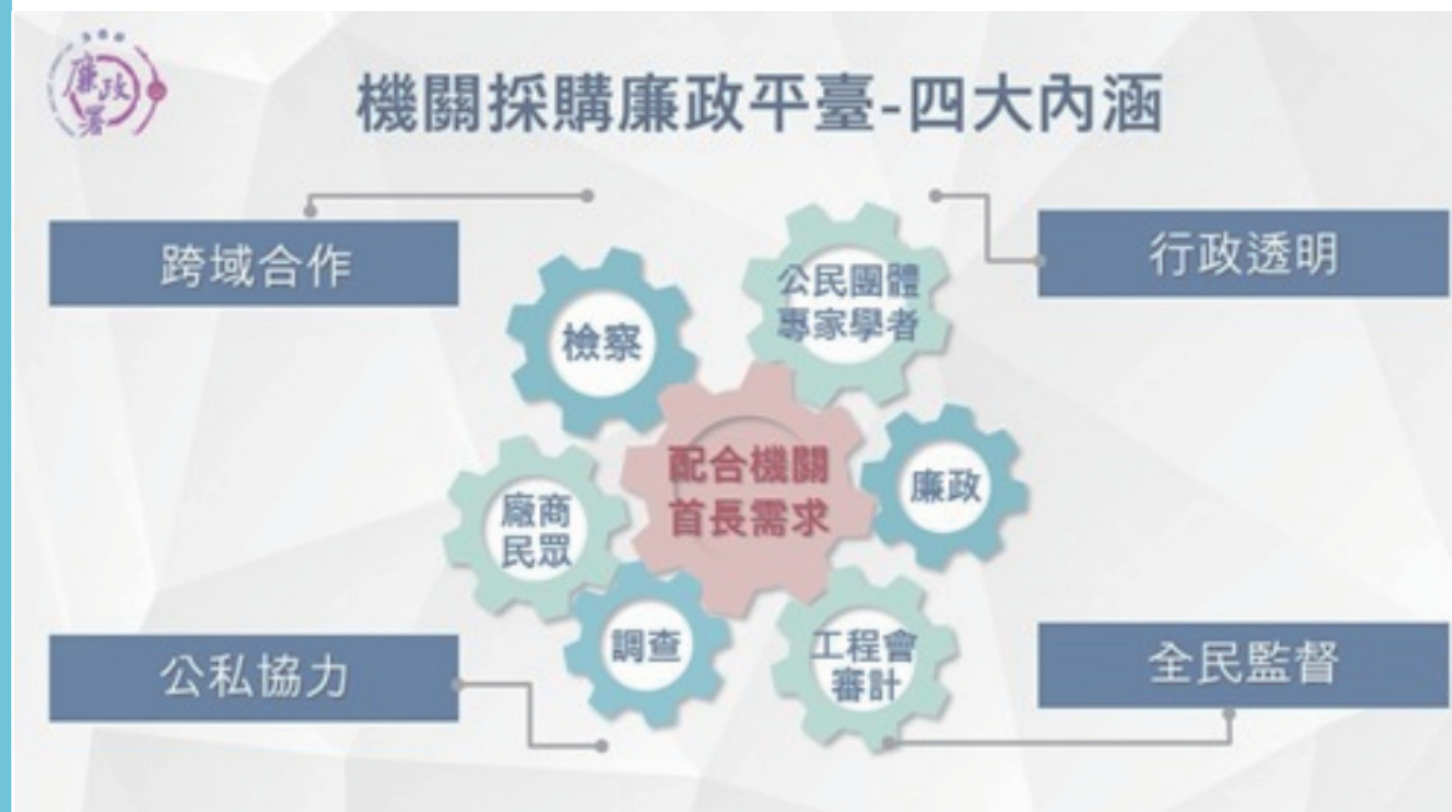 廉政署
機關採購廉政平臺-四大內涵
跨域合作
行政透明
公民團體
專家學者
檢察
配合機關
首長需求
廉政
廠商
民眾
調查
工程會
審計
公私協力
全民監督